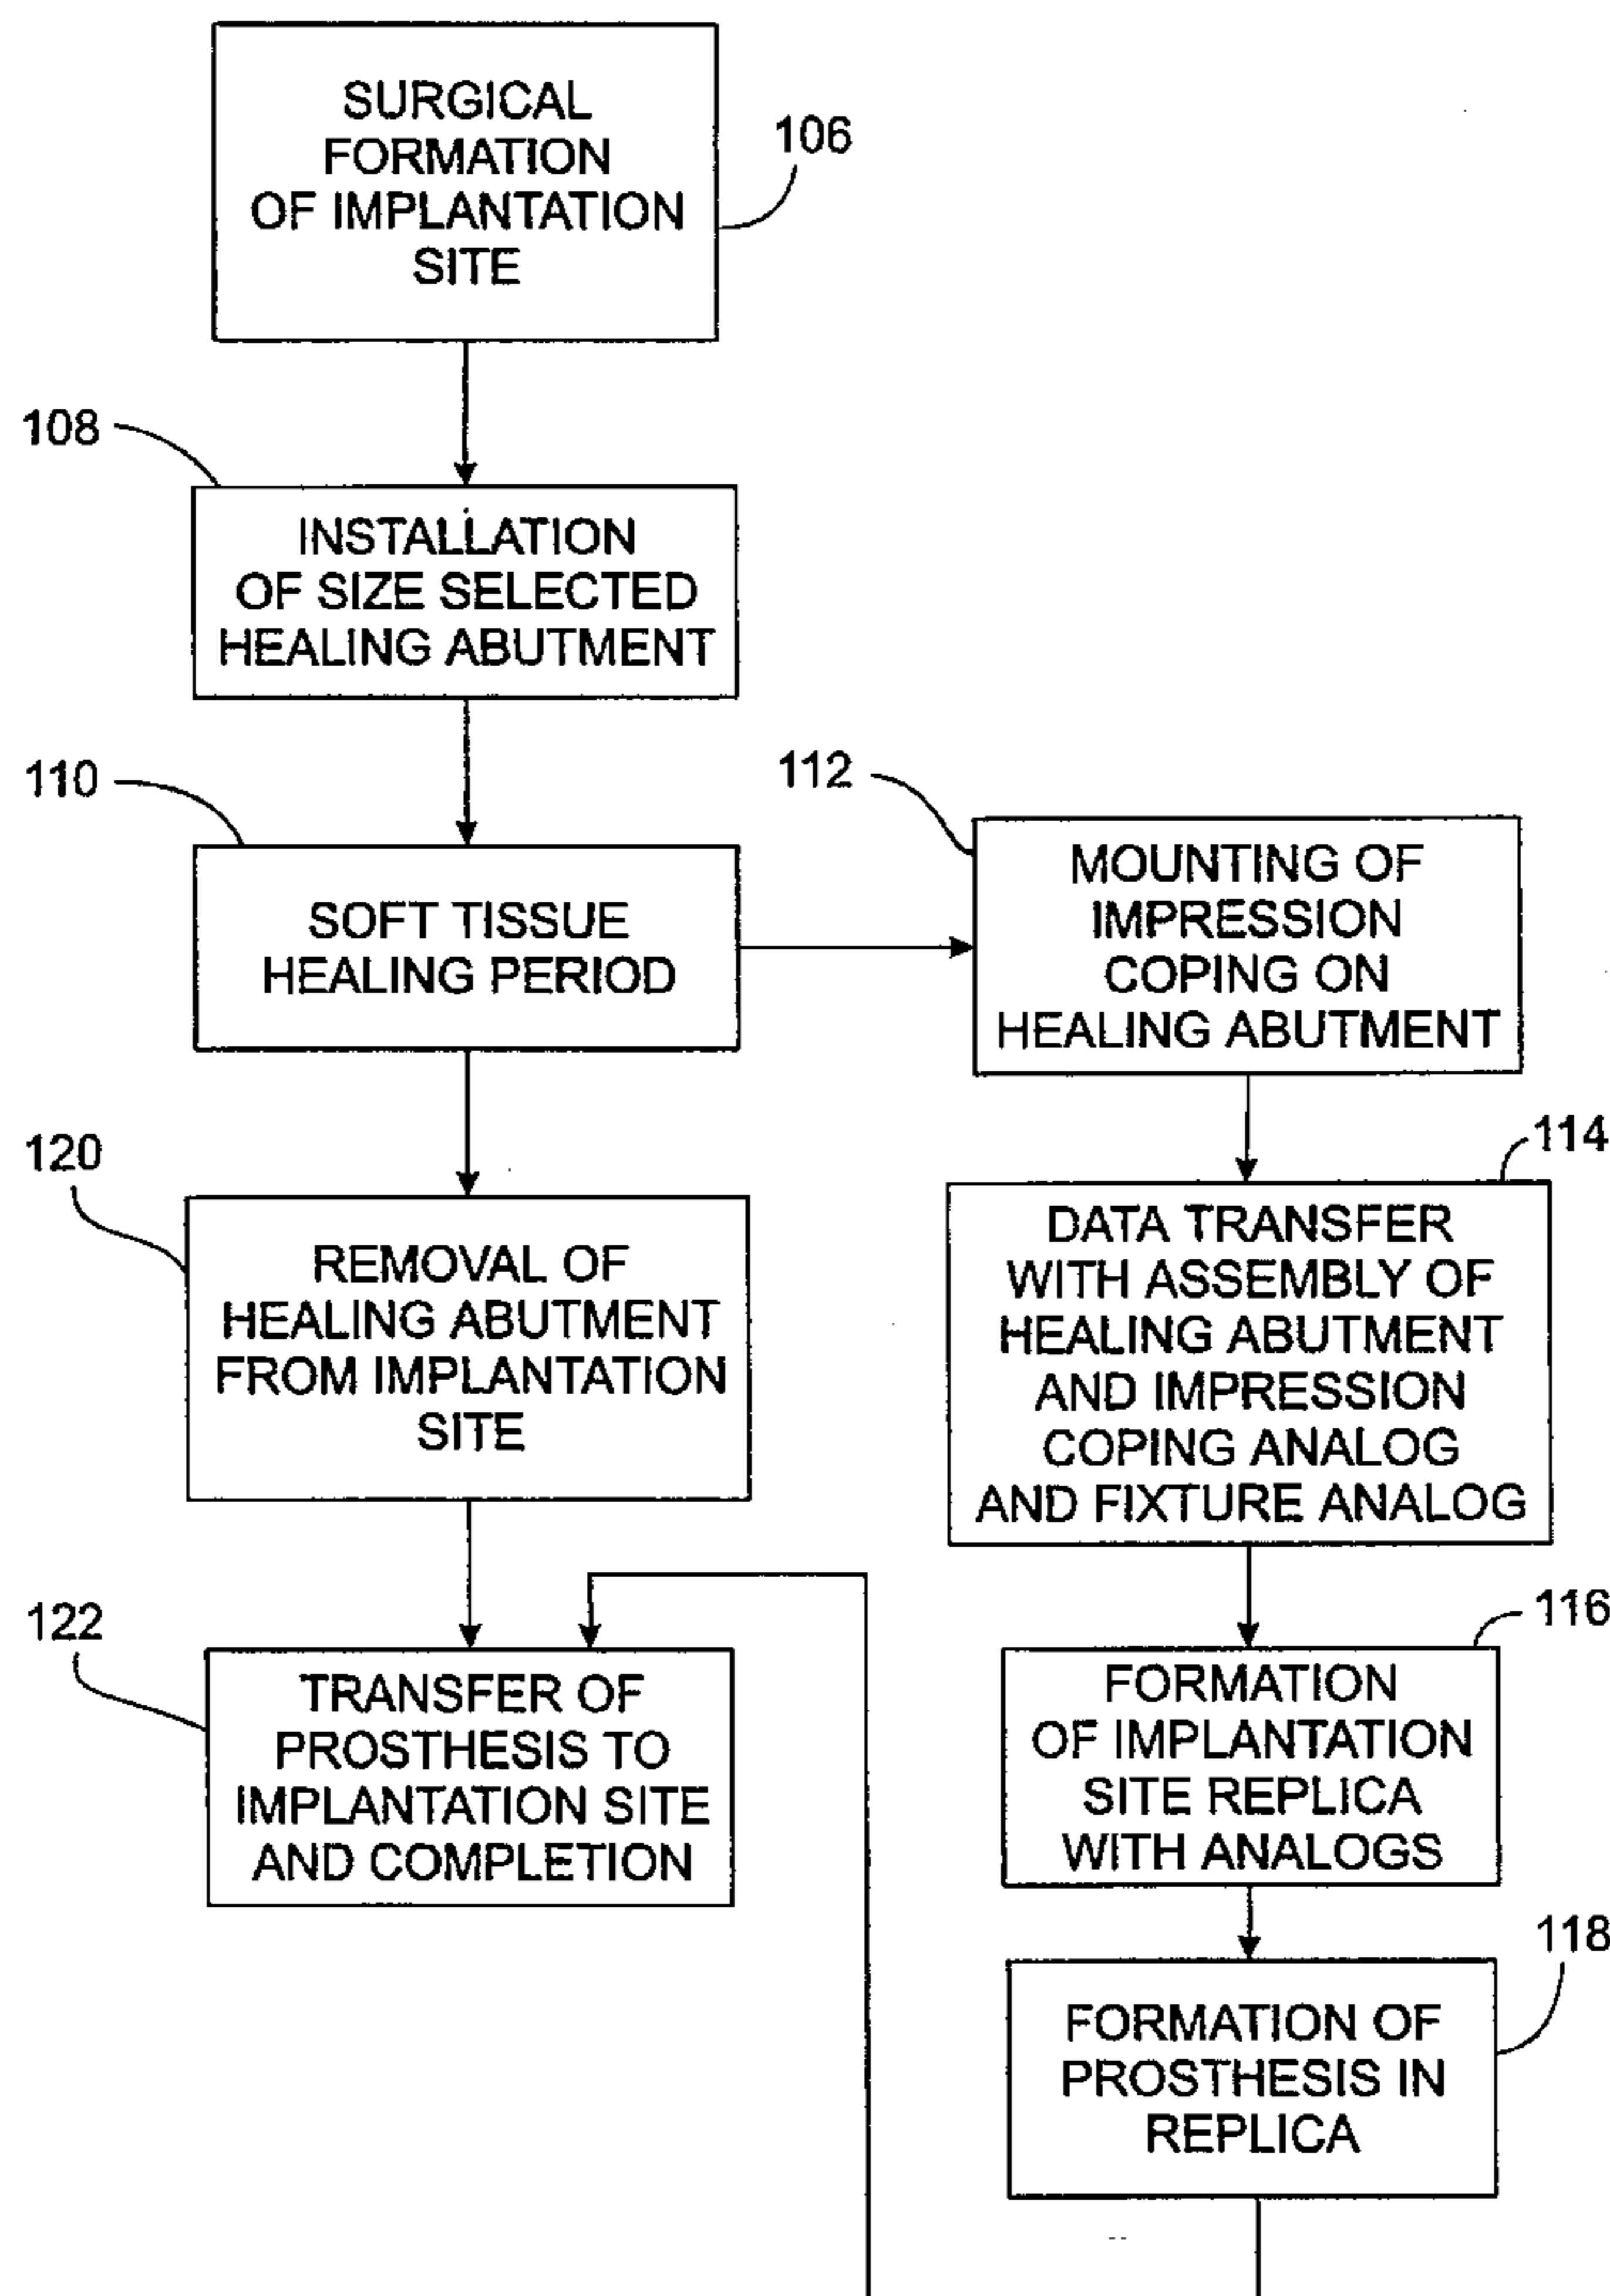 SURGICAL
FORMATION
OF IMPLANTATION
SITE
106
108
INSTALLATION
OF SIZE SELECTED
HEALING ABUTMENT
110
SOFT TISSUE
HEALING PERIOD
112
MOUNTING OF
IMPRESSION
COPING ON
HEALING ABUTMENT
114
DATA TRANSFER
WITH ASSEMBLY OF
HEALING ABUTMENT
AND IMPRESSION
COPING ANALOG
AND FIXTURE ANALOG
120
REMOVAL OF
HEALING ABUTMENT
FROM IMPLANTATION
SITE
116
FORMATION
OF IMPLANTATION
SITE REPLICA
WITH ANALOGS
122
TRANSFER OF
PROSTHESIS TO
IMPLANTATION SITE
AND COMPLETION
118
FORMATION OF
PROSTHESIS IN
REPLICA